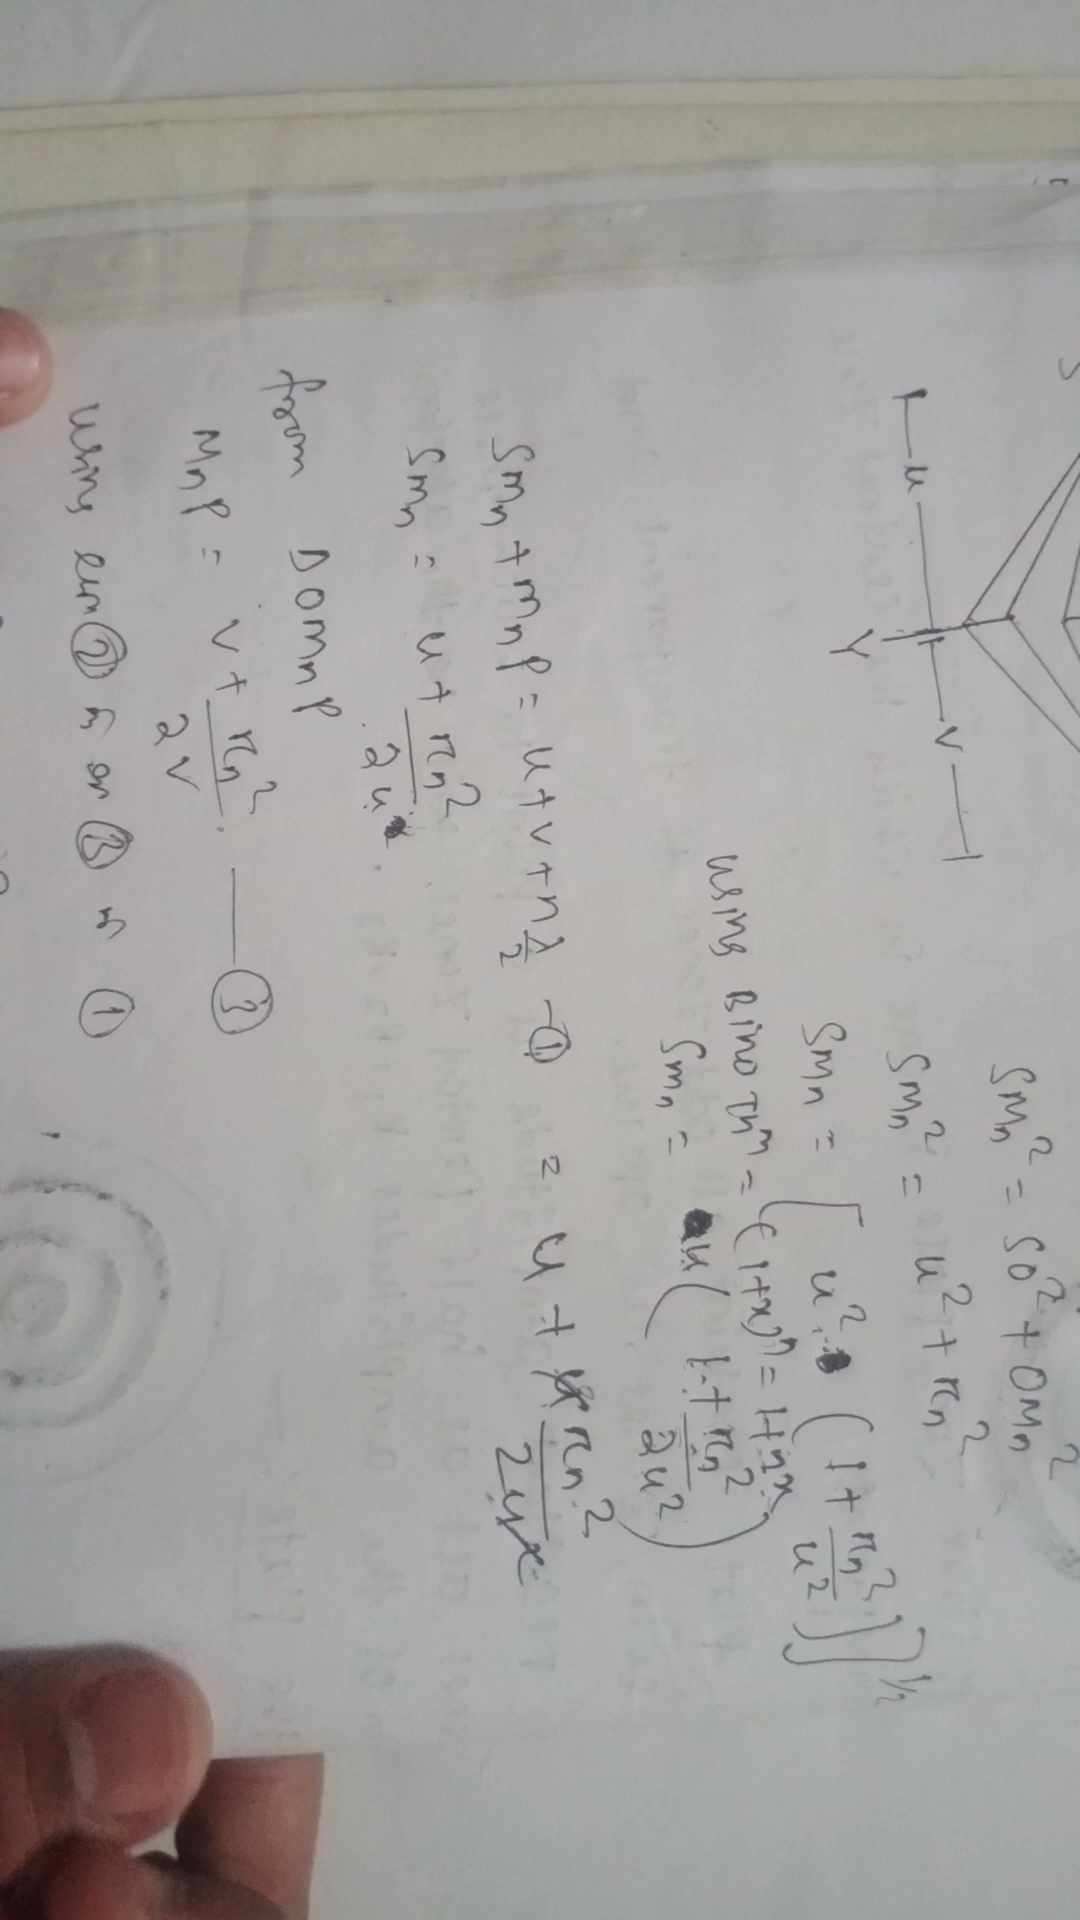 u
v
Y
SMn² = SO² + OMn²
SMn² = u² + rn²
SMn = [u² (1 + rn²/u²)]^1/2
using Bino Thm = (1+x)^n = 1+nx
SMn = u(1 + rn²/2u²)
SMn + MnP = u+v+nλ/2 —①
= u + rn²/2u
SMn = u + rn²/2u
from ΔOMnP
MnP = v + rn²/2v. —③
using eqn ② & ③ in ①